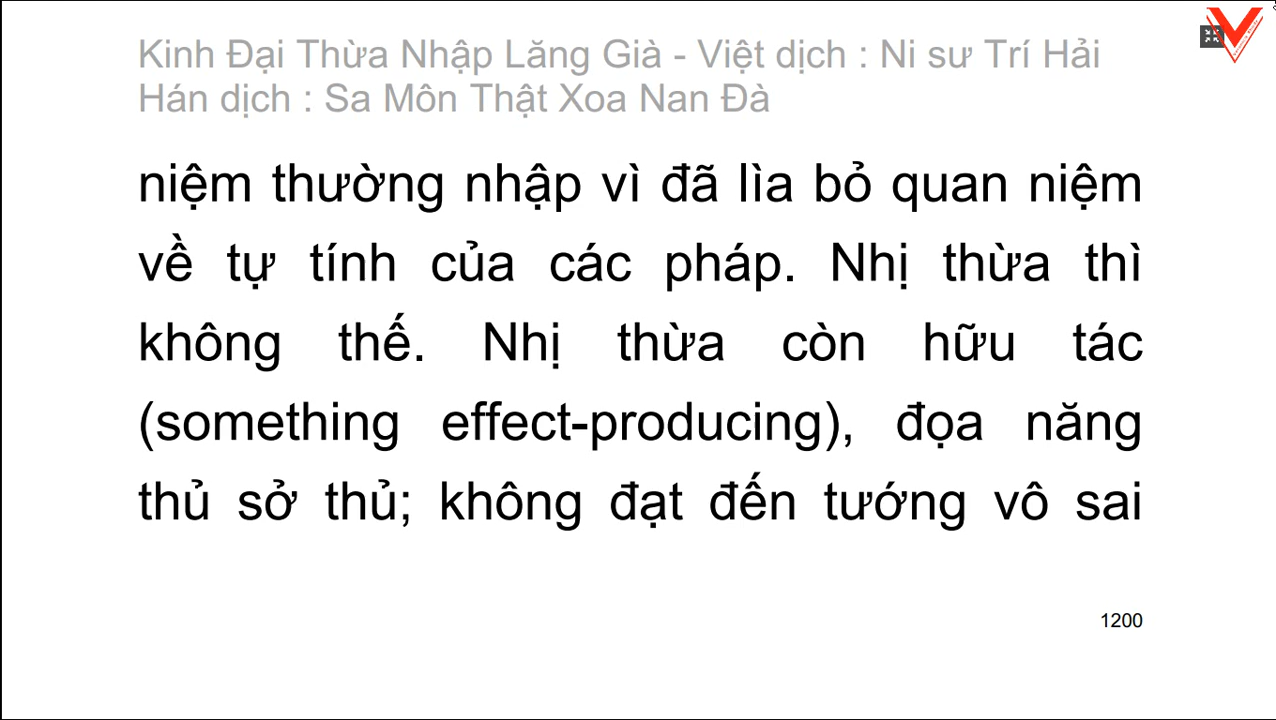 Kinh Đại Thừa Nhập Lăng Già - Việt dịch : Ni sư Trí Hải
Hán dịch : Sa Môn Thật Xoa Nan Đà
niệm thường nhập vì đã lìa bỏ quan niệm
về tự tính của các pháp. Nhị thừa thì
không thế. Nhị thừa còn hữu tác
(something effect-producing), đọa năng
thủ sở thủ; không đạt đến tướng vô sai
1200